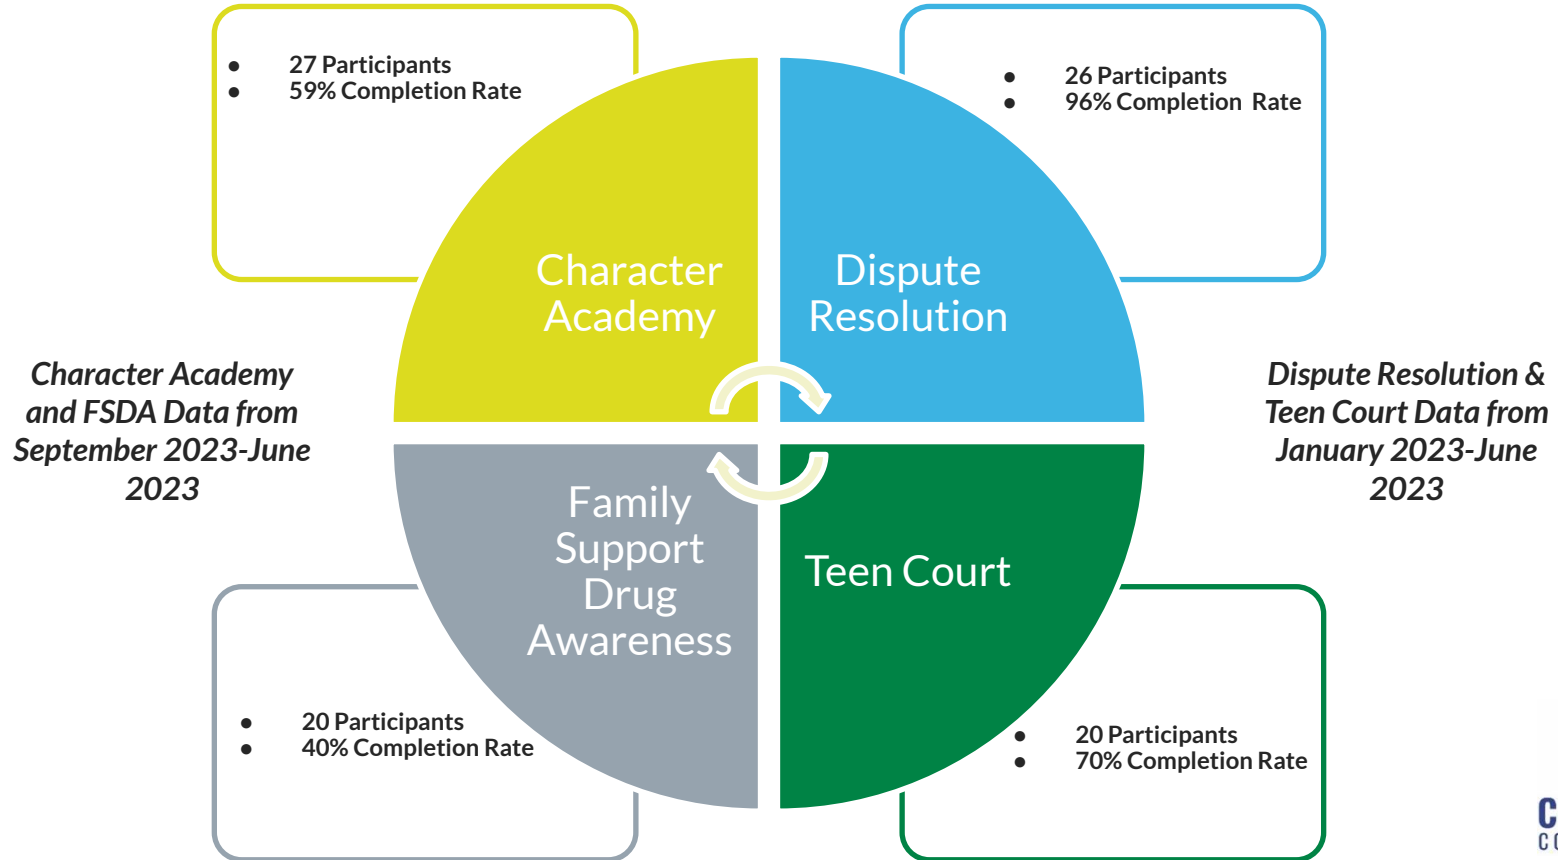 ● 27 Participants
● 59% Completion Rate
● 26 Participants
● 96% Completion Rate
Character
Academy
Dispute
Resolution
Character Academy
and FSDA Data from
September 2023-June
2023
Dispute Resolution &
Teen Court Data from
January 2023-June
2023
Family
Support
Drug
Awareness
Teen Court
● 20 Participants
● 40% Completion Rate
● 20 Participants
● 70% Completion Rate